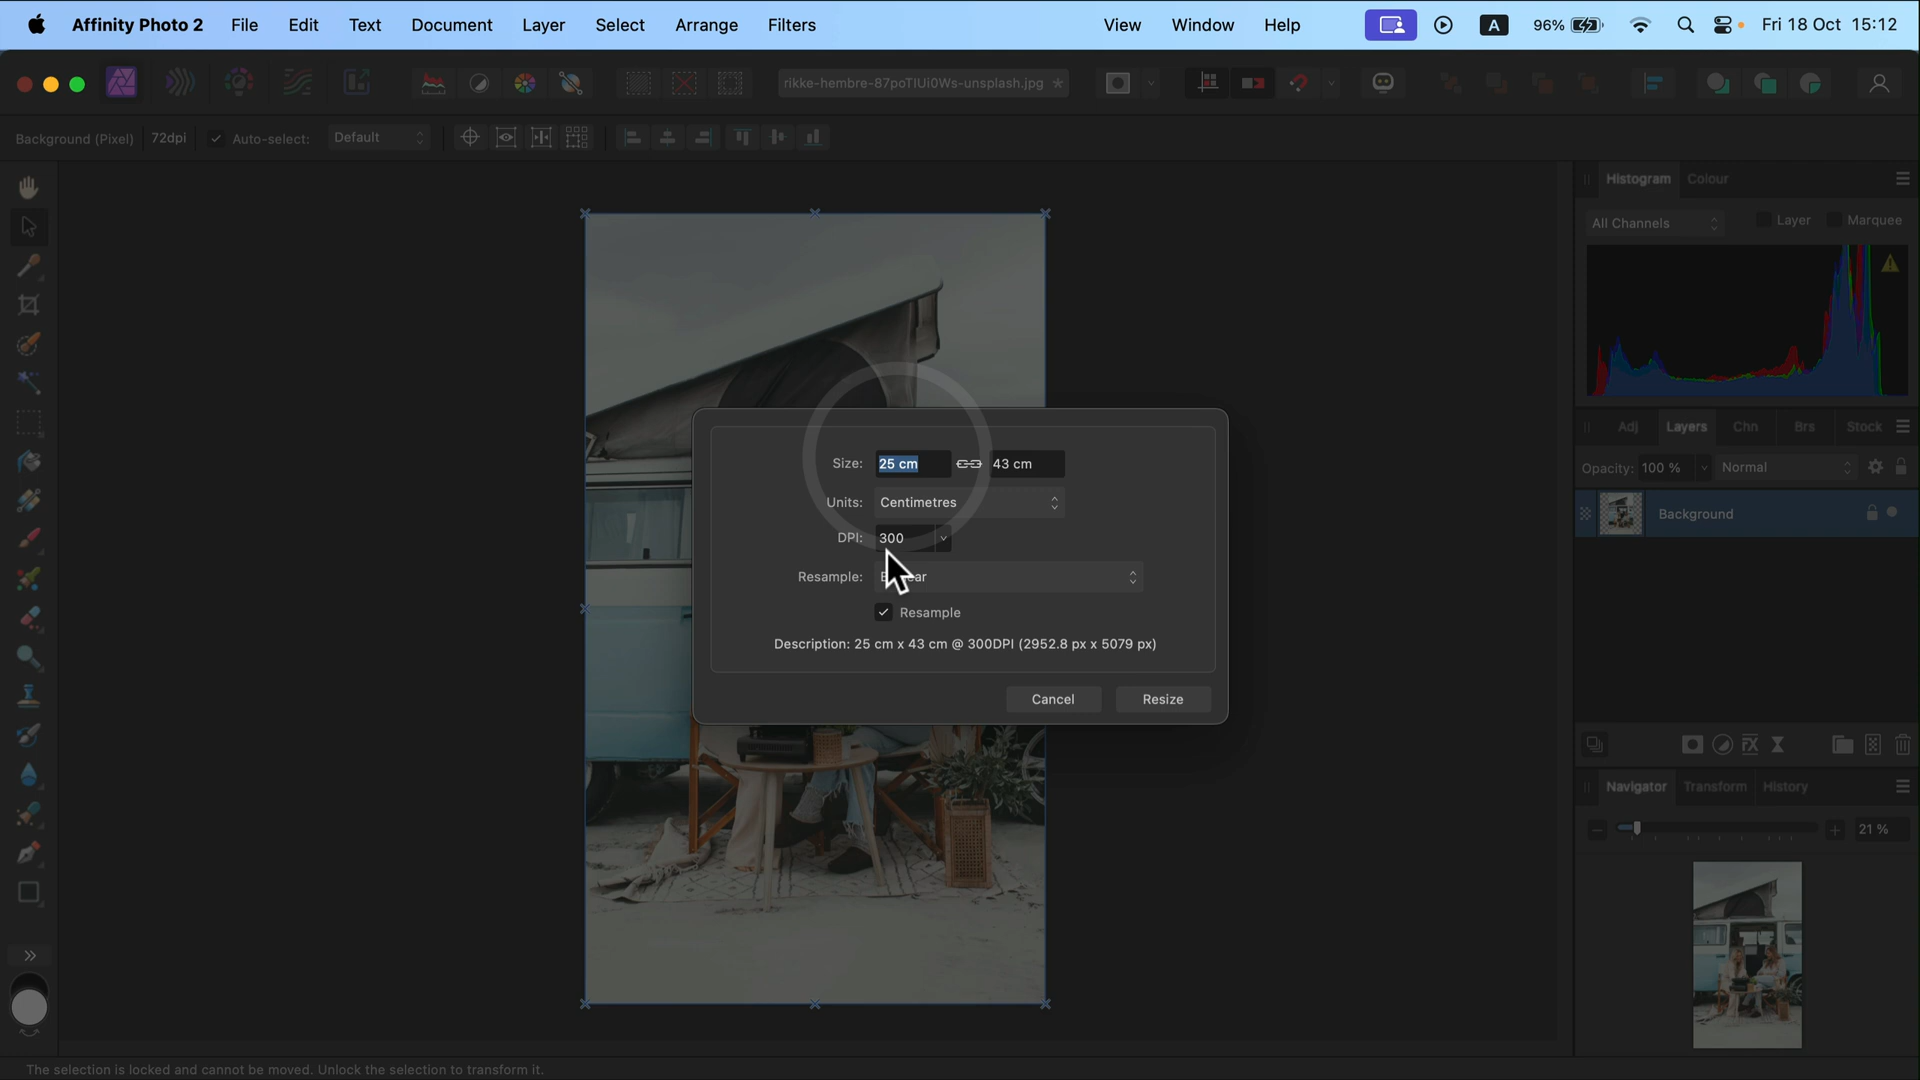 Affinity Photo 2 File Edit Text Document Layer Select Arrange Filters View Window Help A 96% Fri 18 Oct 15:12
rikke-hembre-87poTIUi0Ws-unsplash.jpg *
Background (Pixel) 72dpi Auto-select: Default
Histogram Colour
All Channels Layer Marquee
Adj Layers Chn Brs Stock
Opacity: 100 % Normal
Background
Size: 25 cm 43 cm
Units: Centimetres
DPI: 300
Resample:
Resample
Description: 25 cm x 43 cm @ 300DPI (2952.8 px x 5079 px)
Cancel Resize
Navigator Transform History
21 %
The selection is locked and cannot be moved. Unlock the selection to transform it.